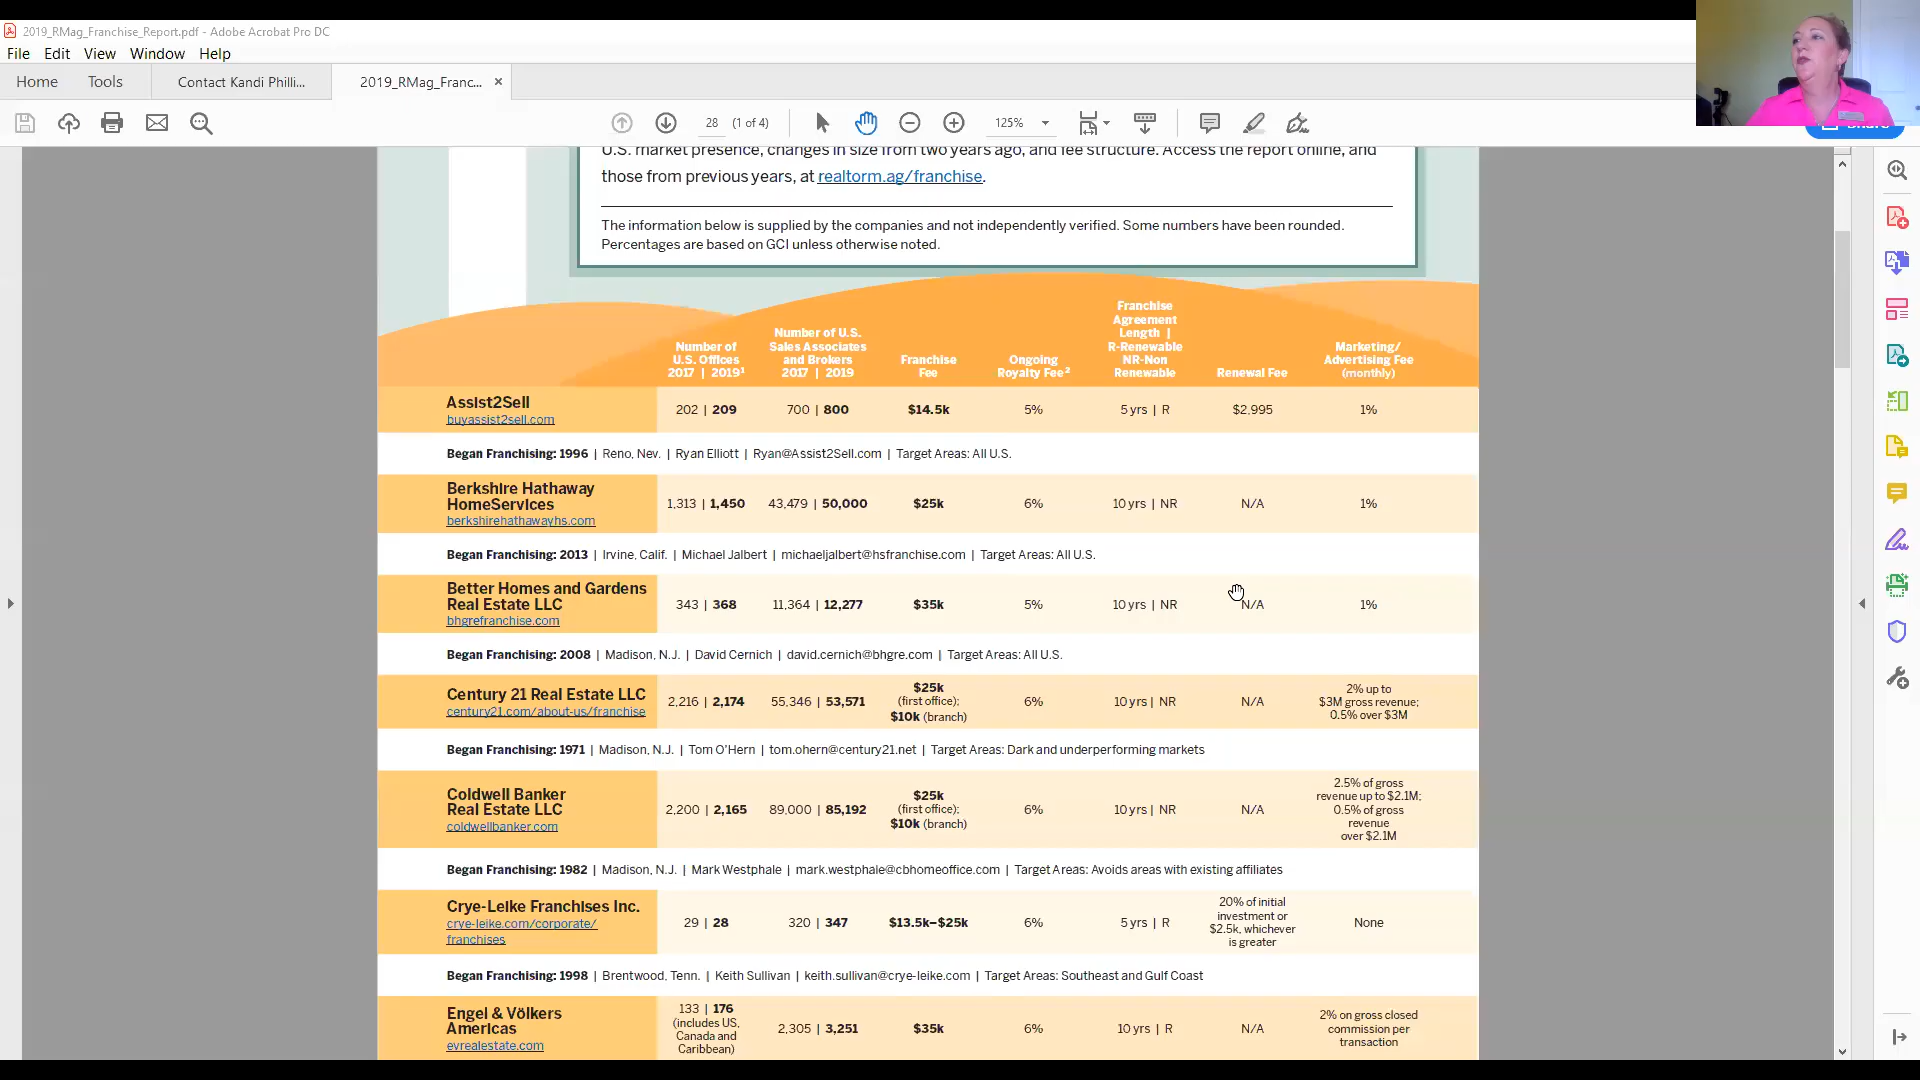 2019_RMag_Franchise_Report.pdf - Adobe Acrobat Pro DC
File Edit View Window Help
Home Tools Contact Kandi Philli... 2019_RMag_Franc... ×
28 (1 of 4) 125%
U.S. market presence, changes in size from two years ago, and fee structure. Access the report online, and
those from previous years, at realtorm.ag/franchise.
The information below is supplied by the companies and not independently verified. Some numbers have been rounded.
Percentages are based on GCI unless otherwise noted.
Number of
U.S. Offices
2017 | 2019¹
Number of U.S.
Sales Associates
and Brokers
2017 | 2019
Franchise
Fee
Ongoing
Royalty Fee²
Franchise
Agreement
Length |
R-Renewable
NR-Non
Renewable
Renewal Fee
Marketing/
Advertising Fee
(monthly)
Assist2Sell
buyassist2sell.com
202 | 209
700 | 800
$14.5k
5%
5 yrs | R
$2,995
1%
Began Franchising: 1996 | Reno, Nev. | Ryan Elliott | Ryan@Assist2Sell.com | Target Areas: All U.S.
Berkshire Hathaway
HomeServices
berkshirehathawayhs.com
1,313 | 1,450
43,479 | 50,000
$25k
6%
10 yrs | NR
N/A
1%
Began Franchising: 2013 | Irvine, Calif. | Michael Jalbert | michaeljalbert@hsfranchise.com | Target Areas: All U.S.
Better Homes and Gardens
Real Estate LLC
bhgrefranchise.com
343 | 368
11,364 | 12,277
$35k
5%
10 yrs | NR
N/A
1%
Began Franchising: 2008 | Madison, N.J. | David Cernich | david.cernich@bhgre.com | Target Areas: All U.S.
Century 21 Real Estate LLC
century21.com/about-us/franchise
2,216 | 2,174
55,346 | 53,571
$25k
(first office);
$10k (branch)
6%
10 yrs | NR
N/A
2% up to
$3M gross revenue;
0.5% over $3M
Began Franchising: 1971 | Madison, N.J. | Tom O'Hern | tom.ohern@century21.net | Target Areas: Dark and underperforming markets
Coldwell Banker
Real Estate LLC
coldwellbanker.com
2,200 | 2,165
89,000 | 85,192
$25k
(first office);
$10k (branch)
6%
10 yrs | NR
N/A
2.5% of gross
revenue up to $2.1M;
0.5% of gross
revenue
over $2.1M
Began Franchising: 1982 | Madison, N.J. | Mark Westphale | mark.westphale@cbhomeoffice.com | Target Areas: Avoids areas with existing affiliates
Crye-Leike Franchises Inc.
crye-leike.com/corporate/
franchises
29 | 28
320 | 347
$13.5k–$25k
6%
5 yrs | R
20% of initial
investment or
$2.5k, whichever
is greater
None
Began Franchising: 1998 | Brentwood, Tenn. | Keith Sullivan | keith.sullivan@crye-leike.com | Target Areas: Southeast and Gulf Coast
Engel & Völkers
Americas
evrealestate.com
133 | 176
(includes US,
Canada and
Caribbean)
2,305 | 3,251
$35k
6%
10 yrs | R
N/A
2% on gross closed
commission per
transaction